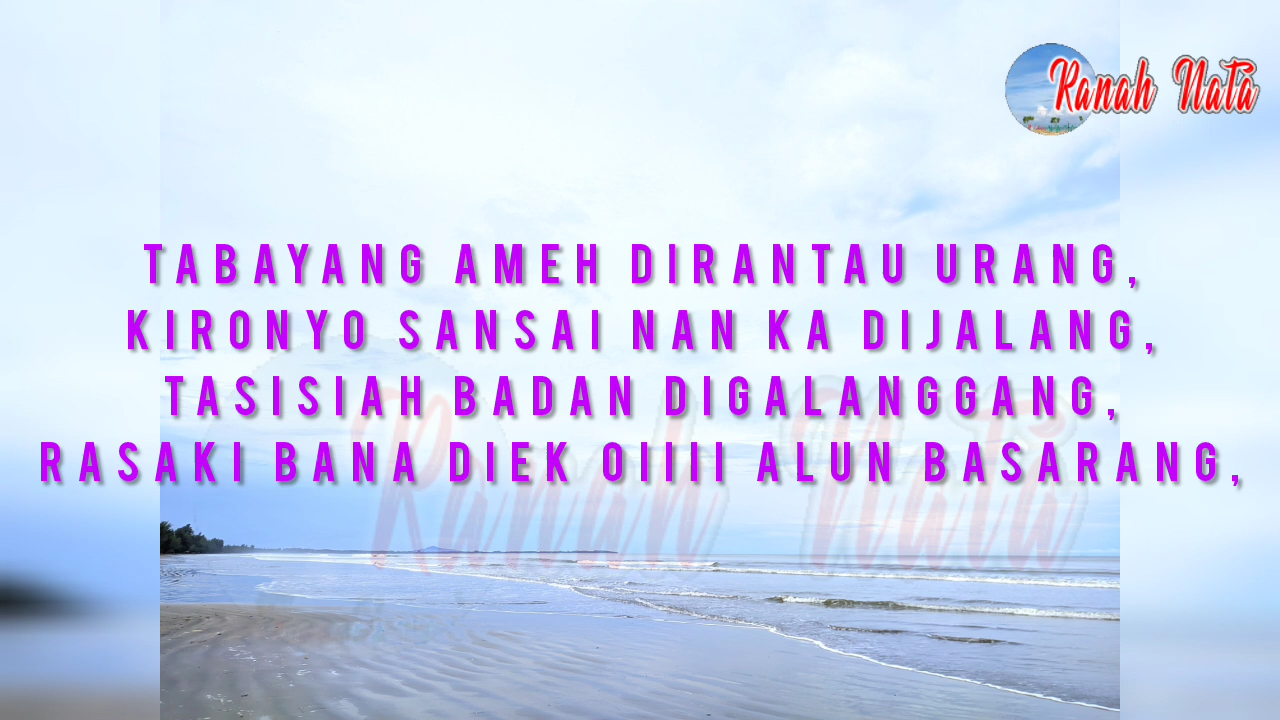 Ranah Nata
TABAYANG AMEH DIRANTAU URANG,
KIRONYO SANSAI NAN KA DIJALANG,
TASISIAH BADAN DIGALANGGANG,
RASAKI BANA DIEK OIIII ALUN BASARANG,
Ranah Nata